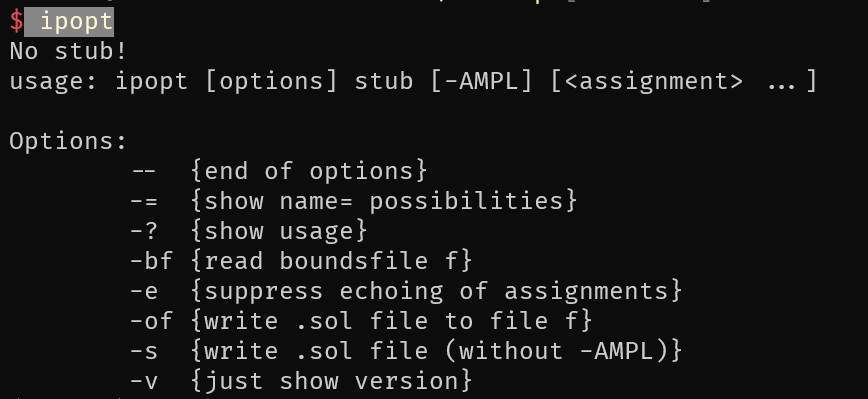 $ ipopt
No stub!
usage: ipopt [options] stub [-AMPL] [<assignment> ...]
Options:
-- {end of options}
-= {show name= possibilities}
-? {show usage}
-bf {read boundsfile f}
-e {suppress echoing of assignments}
-of {write .sol file to file f}
-s {write .sol file (without -AMPL)}
-v {just show version}